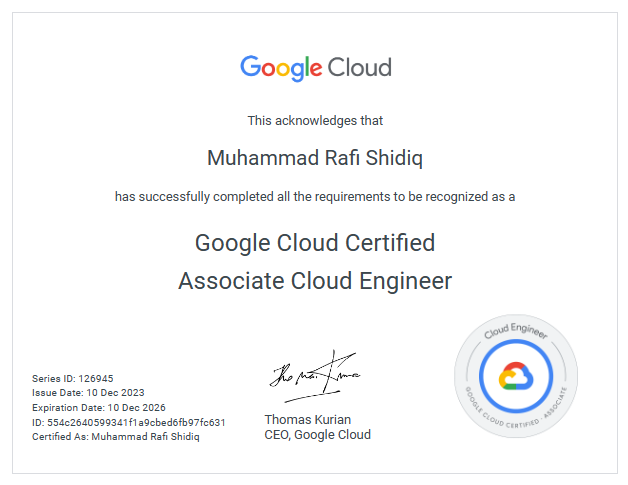 Google Cloud
This acknowledges that
Muhammad Rafi Shidiq
has successfully completed all the requirements to be recognized as a
Google Cloud Certified
Associate Cloud Engineer
Series ID: 126945
Issue Date: 10 Dec 2023
Expiration Date: 10 Dec 2026
ID: 554c2640599341f1a9cbed6fb97fc631
Certified As: Muhammad Rafi Shidiq
Thomas Kurian
Thomas Kurian
CEO, Google Cloud
Cloud Engineer
GOOGLE CLOUD CERTIFIED · ASSOCIATE